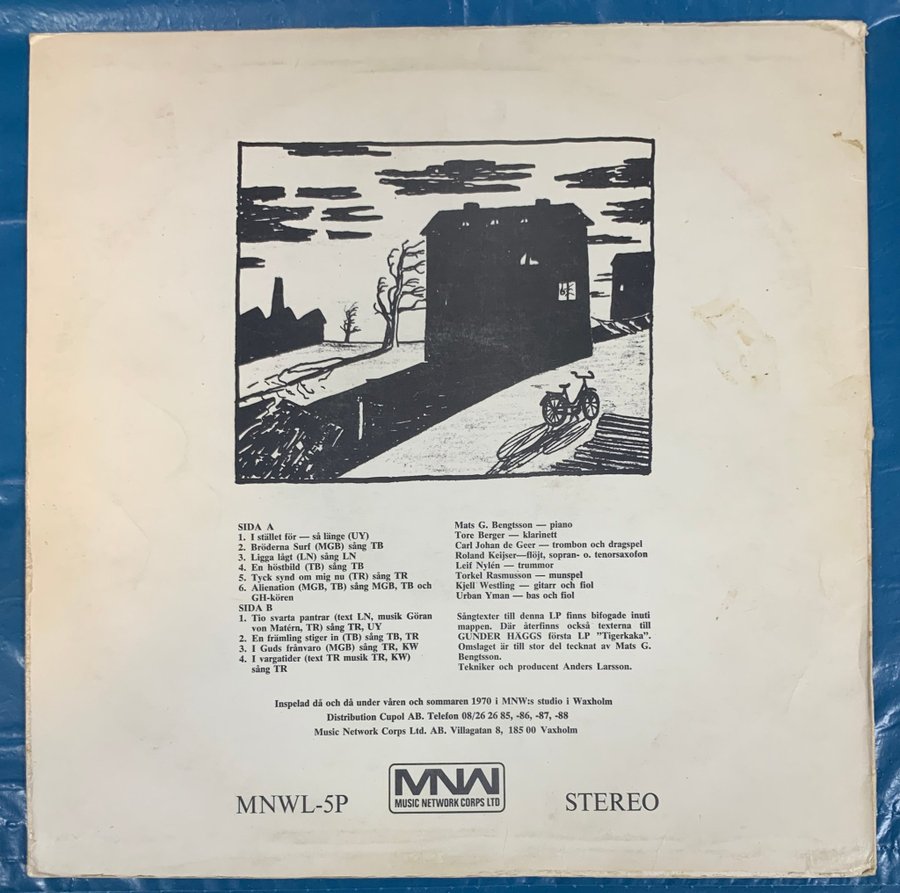 SIDA A
1. I stället för — så länge (UY)
2. Bröderna Surf (MGB) sång TB
3. Ligga lågt (LN) sång LN
4. En höstbild (TB) sång TB
5. Tyck synd om mig nu (TR) sång TR
6. Alienation (MGB, TB) sång MGB, TB och
GH-kören
SIDA B
1. Tio svarta pantrar (text LN, musik Göran
von Matérn, TR) sång TR, UY
2. En främling stiger in (TB) sång TB, TR
3. I Guds frånvaro (MGB) sång TR, KW
4. I vargatider (text TR musik TR, KW)
sång TR
Mats G. Bengtsson — piano
Tore Berger — klarinett
Carl Johan de Geer — trombon och dragspel
Roland Keijser—flöjt, sopran- o. tenorsaxofon
Leif Nylén — trummor
Torkel Rasmusson — munspel
Kjell Westling — gitarr och fiol
Urban Yman — bas och fiol
Sångtexter till denna LP finns bifogade inuti
mappen. Där återfinns också texterna till
GUNDER HÄGGS första LP ”Tigerkaka”.
Omslaget är till stor del tecknat av Mats G.
Bengtsson.
Tekniker och producent Anders Larsson.
Inspelad då och då under våren och sommaren 1970 i MNW:s studio i Waxholm
Distribution Cupol AB. Telefon 08/26 26 85, -86, -87, -88
Music Network Corps Ltd. AB. Villagatan 8, 185 00 Vaxholm
MNWL-5P
MNW
MUSIC NETWORK CORPS LTD
STEREO